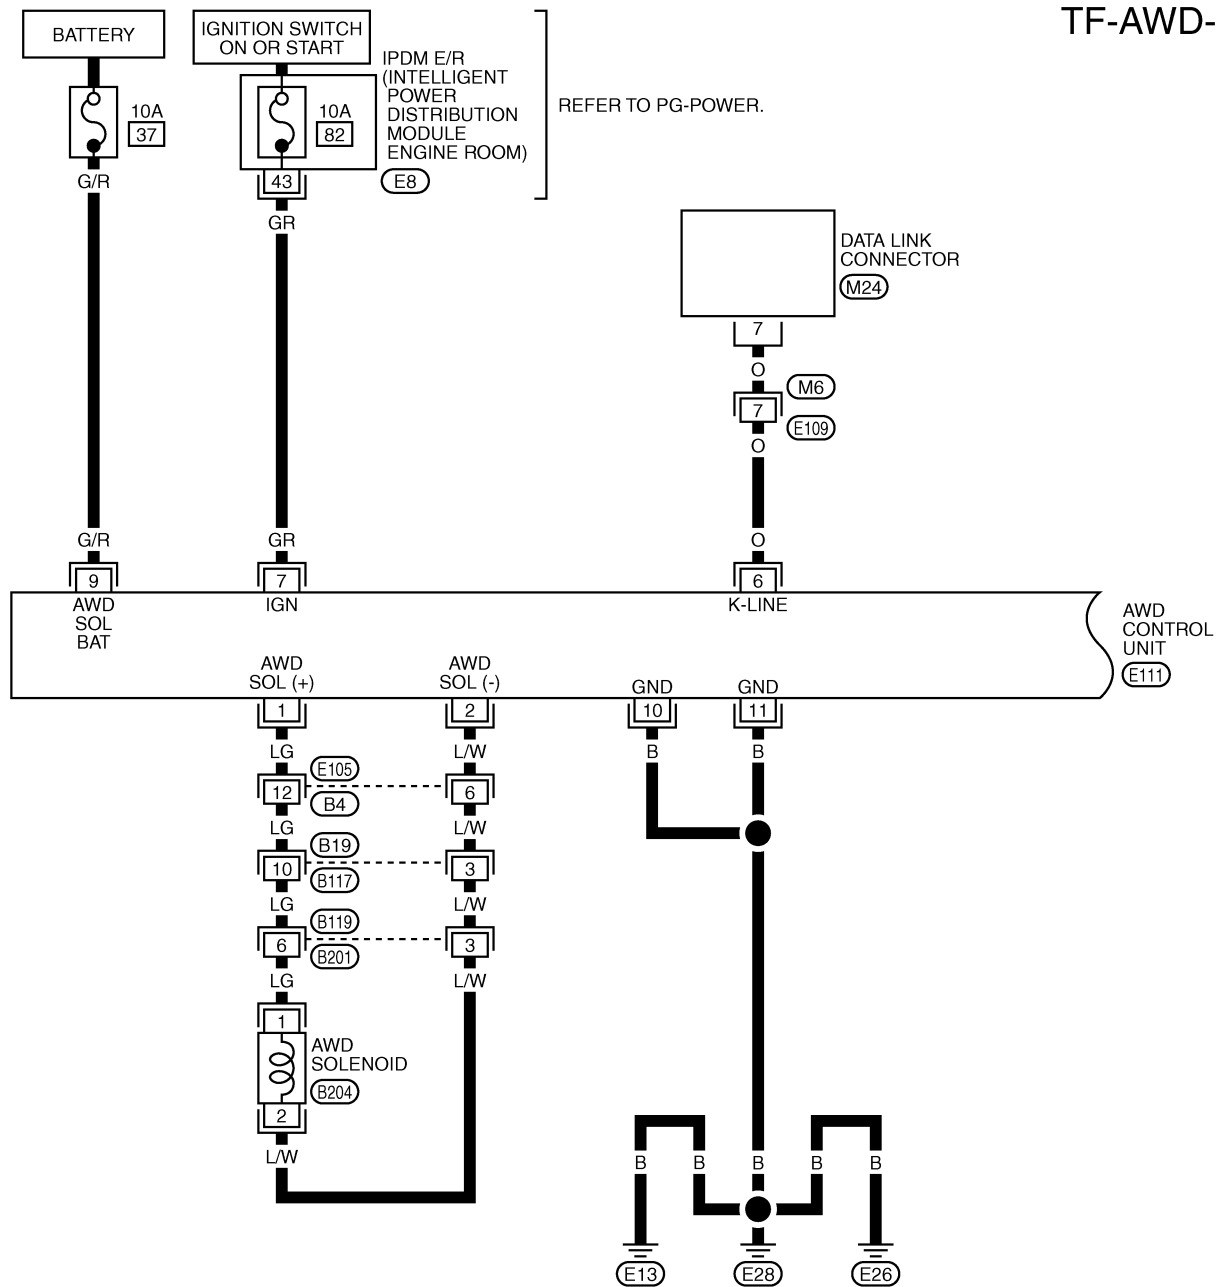 TF-AWD-
BATTERY
IGNITION SWITCH
ON OR START
IPDM E/R
(INTELLIGENT
POWER
DISTRIBUTION
MODULE
ENGINE ROOM)
E8
REFER TO PG-POWER.
10A
37
10A
82
43
G/R
GR
DATA LINK
CONNECTOR
M24
7
O
M6
7
E109
O
G/R
GR
O
9
7
6
AWD
SOL
BAT
IGN
K-LINE
AWD
CONTROL
UNIT
E111
AWD
SOL (+)
AWD
SOL (-)
GND
GND
1
2
10
11
LG
L/W
B
B
E105
12
6
B4
LG
L/W
B19
10
3
B117
LG
L/W
B119
6
3
B201
LG
L/W
1
AWD
SOLENOID
B204
2
L/W
B
B
B
B
B
E13
E28
E26